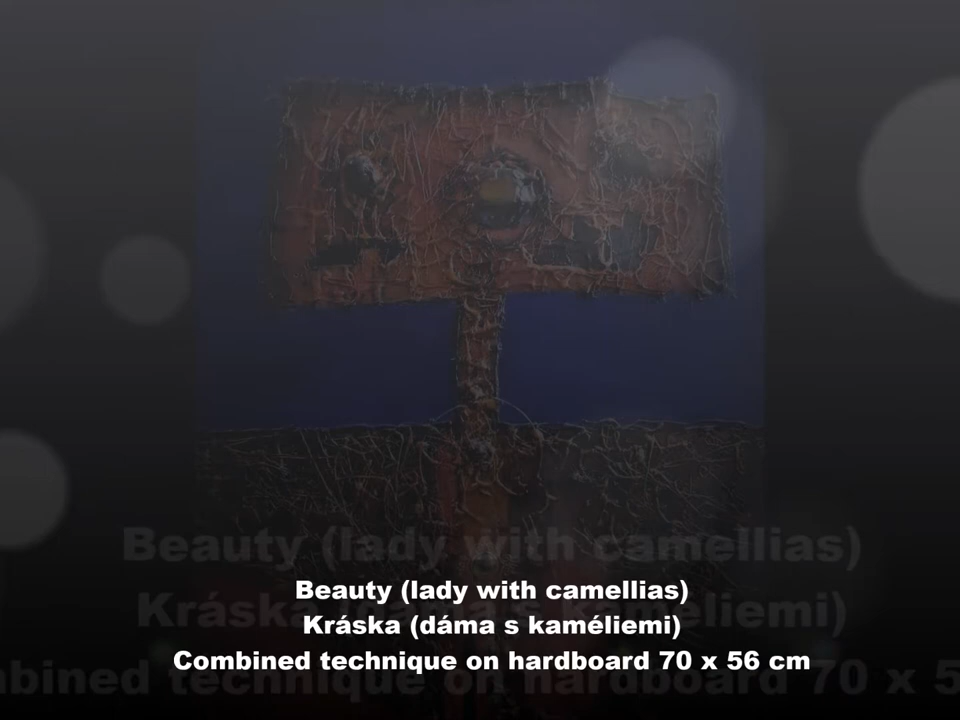 Beauty (lady with camellias)
Kráska (dáma s kaméliemi)
Combined technique on hardboard 70 x 56 cm